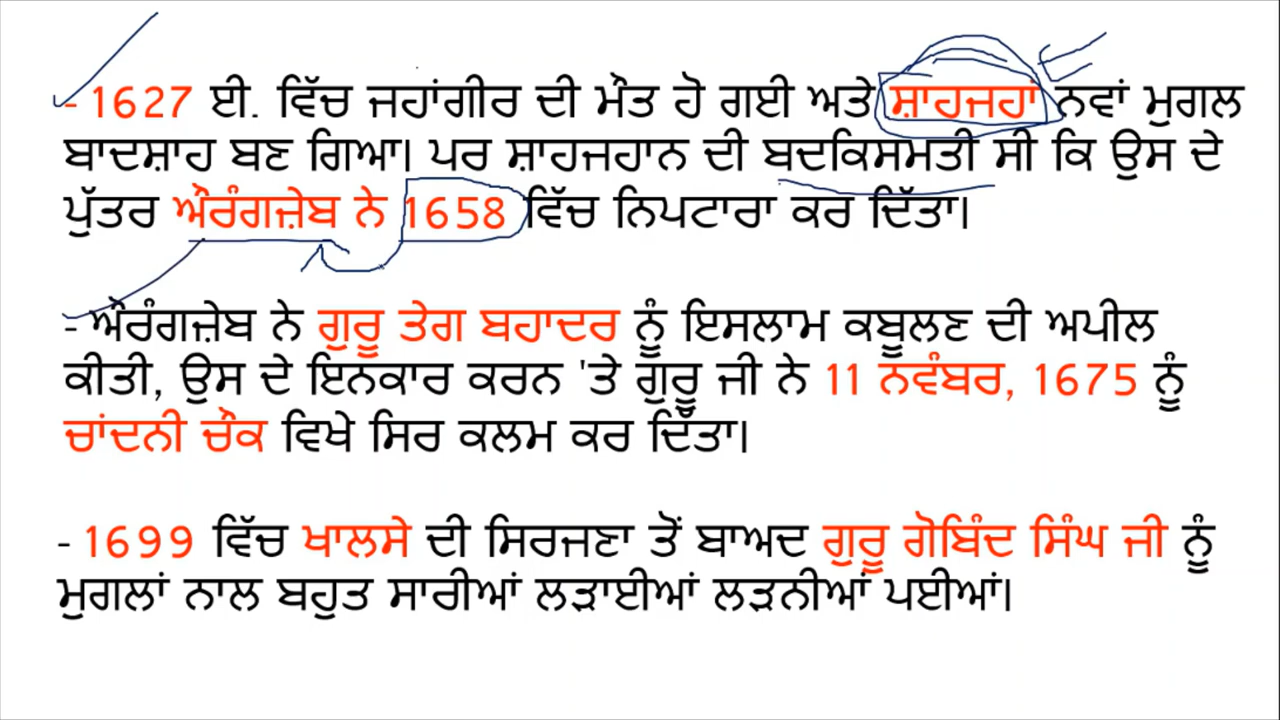 - 1627 ਈ. ਵਿੱਚ ਜਹਾਂਗੀਰ ਦੀ ਮੌਤ ਹੋ ਗਈ ਅਤੇ ਸ਼ਾਹਜਹਾਂ ਨਵਾਂ ਮੁਗਲ
ਬਾਦਸ਼ਾਹ ਬਣ ਗਿਆ। ਪਰ ਸ਼ਾਹਜਹਾਨ ਦੀ ਬਦਕਿਸਮਤੀ ਸੀ ਕਿ ਉਸ ਦੇ
ਪੁੱਤਰ ਔਰੰਗਜ਼ੇਬ ਨੇ 1658 ਵਿੱਚ ਨਿਪਟਾਰਾ ਕਰ ਦਿੱਤਾ।
- ਔਰੰਗਜ਼ੇਬ ਨੇ ਗੁਰੂ ਤੇਗ ਬਹਾਦਰ ਨੂੰ ਇਸਲਾਮ ਕਬੂਲਣ ਦੀ ਅਪੀਲ
ਕੀਤੀ, ਉਸ ਦੇ ਇਨਕਾਰ ਕਰਨ 'ਤੇ ਗੁਰੂ ਜੀ ਨੇ 11 ਨਵੰਬਰ, 1675 ਨੂੰ
ਚਾਂਦਨੀ ਚੌਕ ਵਿਖੇ ਸਿਰ ਕਲਮ ਕਰ ਦਿੱਤਾ।
- 1699 ਵਿੱਚ ਖਾਲਸੇ ਦੀ ਸਿਰਜਣਾ ਤੋਂ ਬਾਅਦ ਗੁਰੂ ਗੋਬਿੰਦ ਸਿੰਘ ਜੀ ਨੂੰ
ਮੁਗਲਾਂ ਨਾਲ ਬਹੁਤ ਸਾਰੀਆਂ ਲੜਾਈਆਂ ਲੜਨੀਆਂ ਪਈਆਂ।